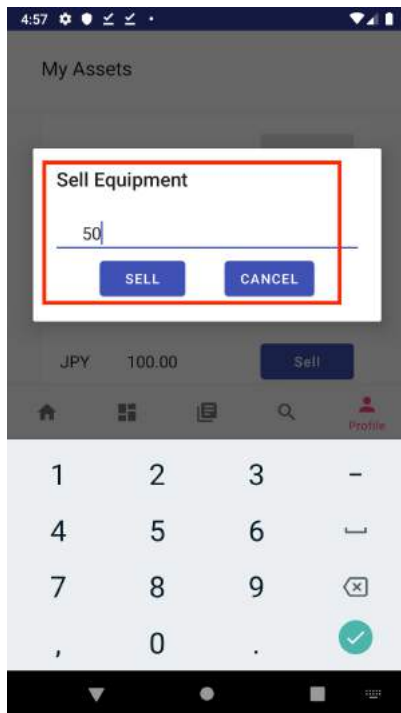 4:57
My Assets
Sell Equipment
50
SELL CANCEL
JPY 100.00 Sell
Profile
1 2 3 -
4 5 6
7 8 9
, 0 .